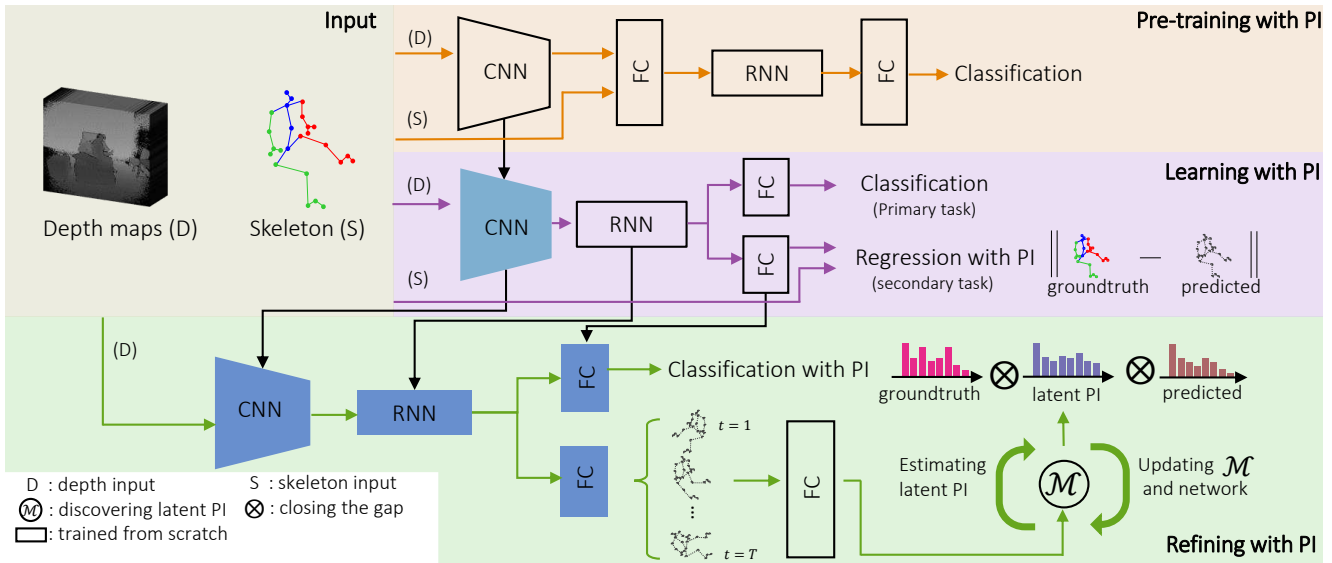 Input
Depth maps (D)
Skeleton (S)
Pre-training with PI
(D)
CNN
FC
RNN
FC
Classification
(S)
Learning with PI
(D)
CNN
RNN
FC
Classification
(Primary task)
FC
Regression with PI
(secondary task)
groundtruth
—
predicted
(S)
(D)
CNN
RNN
FC
Classification with PI
groundtruth
latent PI
predicted
FC
t = 1
...
t = T
FC
Estimating
latent PI
ℳ
Updating ℳ
and network
Refining with PI
D : depth input
S : skeleton input
ℳ : discovering latent PI
⊗ : closing the gap
: trained from scratch